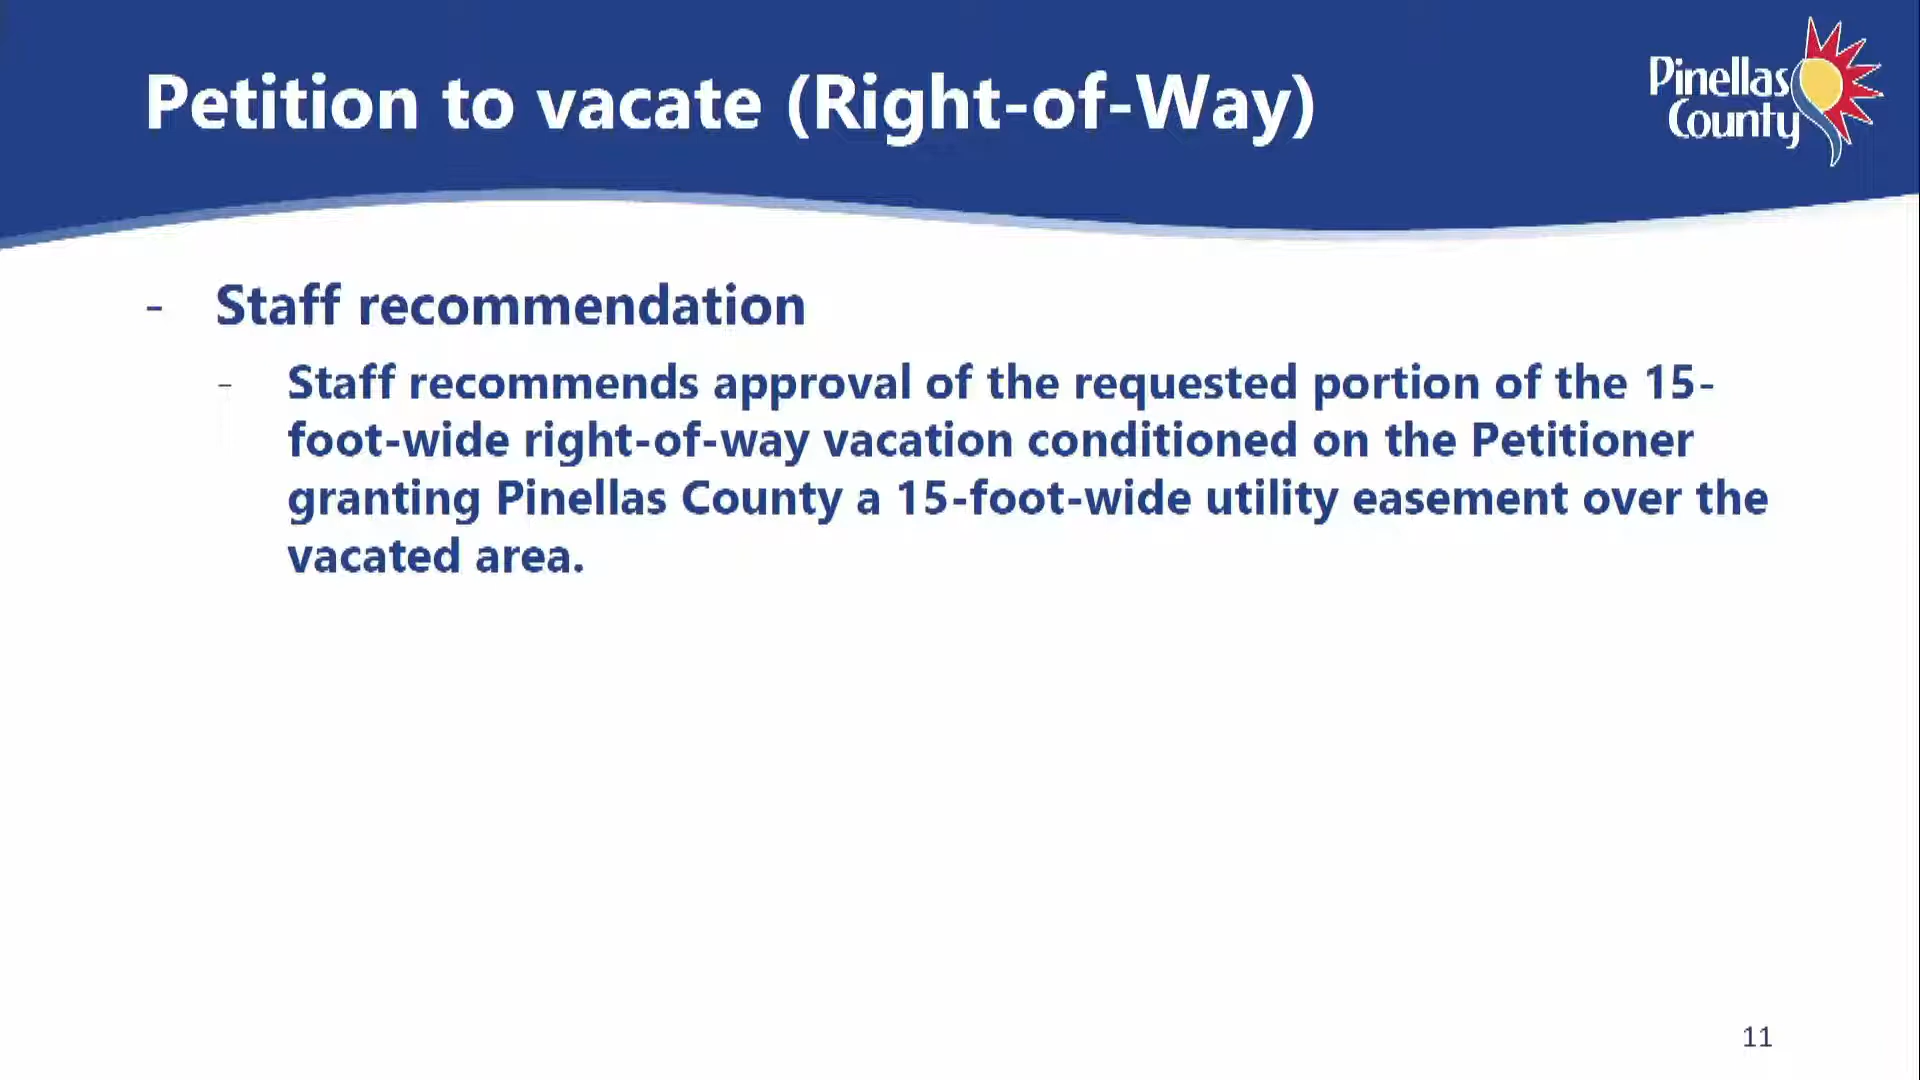 Petition to vacate (Right-of-Way)
Pinellas
County
- Staff recommendation
- Staff recommends approval of the requested portion of the 15-
foot-wide right-of-way vacation conditioned on the Petitioner
granting Pinellas County a 15-foot-wide utility easement over the
vacated area.
11